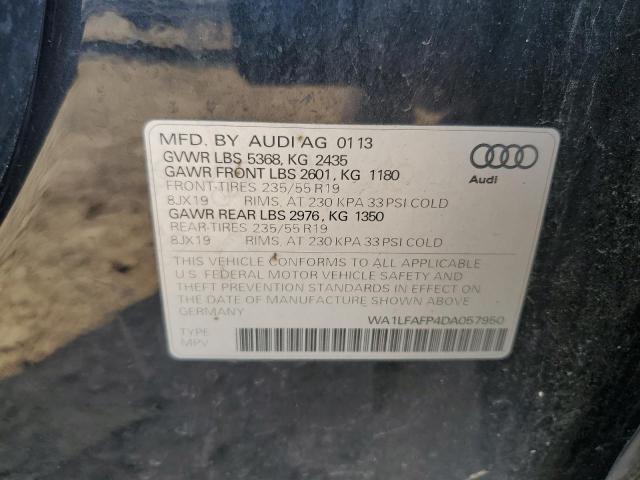 MFD. BY AUDI AG 01 13
GVWR LBS 5368, KG 2435
GAWR FRONT LBS 2601, KG 1180
FRONT-TIRES 235/55 R19
8JX19 RIMS, AT 230 KPA 33 PSI COLD
GAWR REAR LBS 2976, KG 1350
REAR-TIRES 235/55 R19
8JX19 RIMS, AT 230 KPA 33 PSI COLD
THIS VEHICLE CONFORMS TO ALL APPLICABLE
U.S. FEDERAL MOTOR VEHICLE SAFETY AND
THEFT PREVENTION STANDARDS IN EFFECT ON
THE DATE OF MANUFACTURE SHOWN ABOVE
GERMANY
WA1LFAFP4DA057950
TYPE:
MPV
Audi